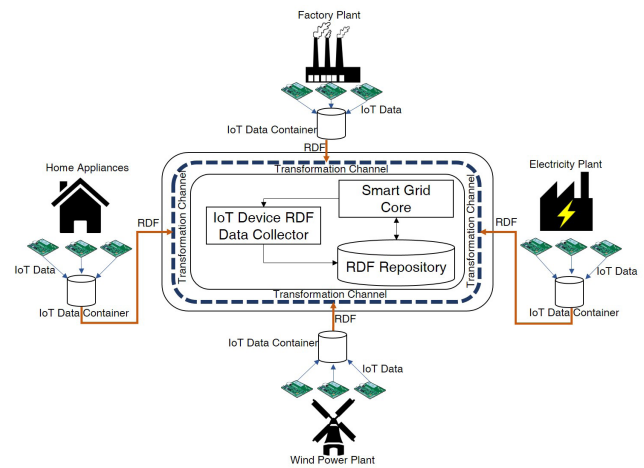 Factory Plant
IoT Data
IoT Data Container
RDF
Home Appliances
Transformation Channel
Electricity Plant
RDF
Transformation Channel
Smart Grid
Core
Transformation Channel
RDF
IoT Device RDF
Data Collector
IoT Data
RDF Repository
IoT Data
Transformation Channel
IoT Data Container
RDF
IoT Data Container
IoT Data Container
IoT Data
Wind Power Plant